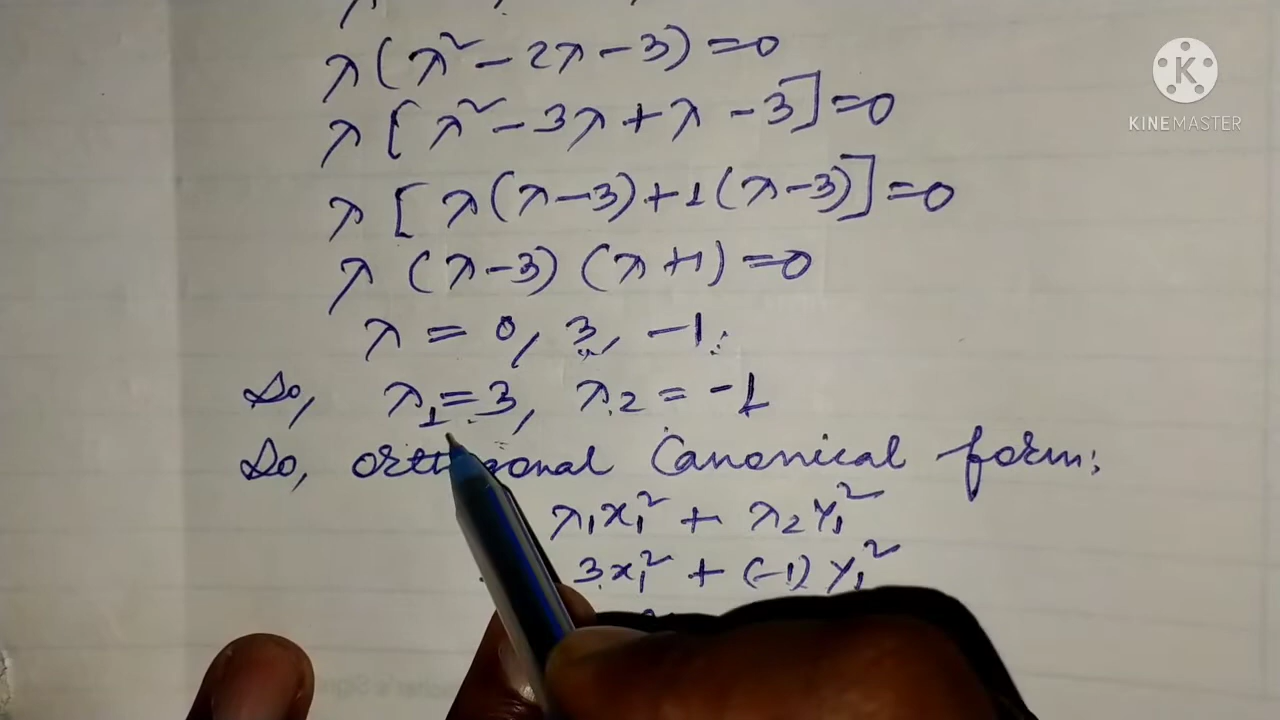 λ(λ² - 2λ - 3) = 0
λ[λ² - 3λ + λ - 3] = 0
λ[λ(λ-3) + 1(λ-3)] = 0
λ (λ-3) (λ+1) = 0
λ = 0, 3, -1.
So, λ₁ = 3, λ₂ = -1
So, orthogonal Canonical form:
λ₁x₁² + λ₂y₁²
3x₁² + (-1)y₁²
K
KINEMASTER